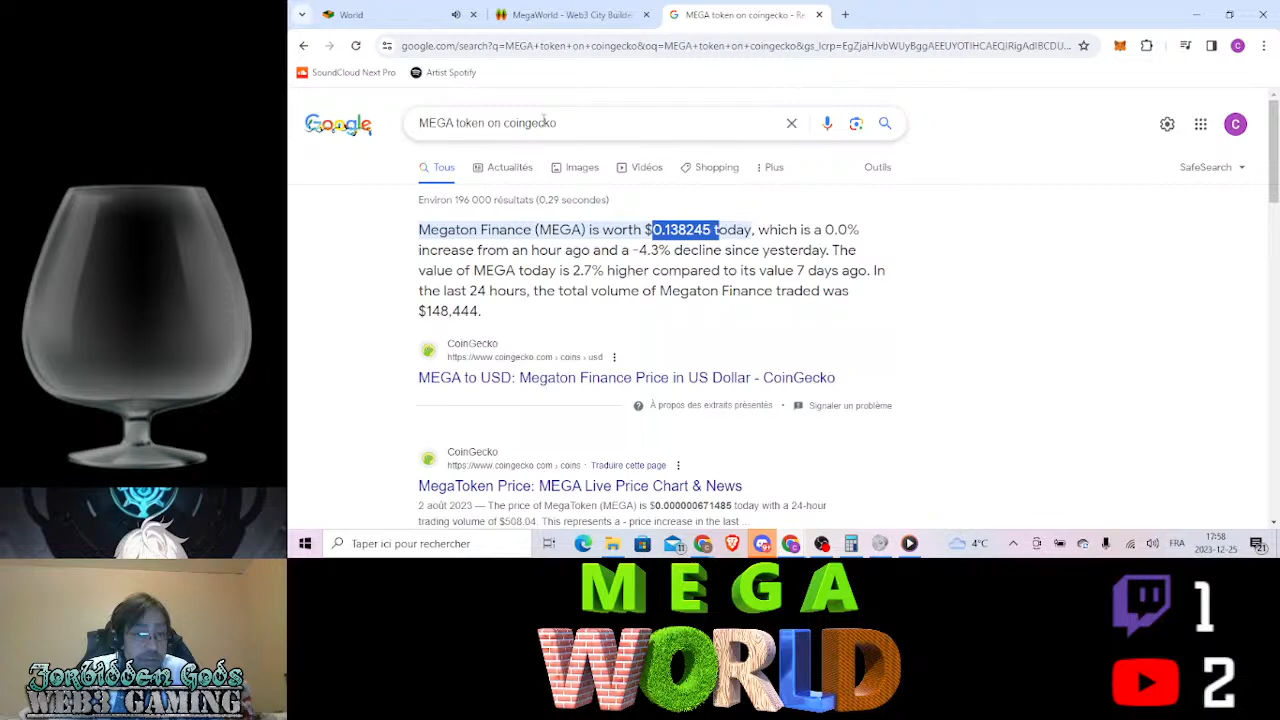 World
MegaWorld - Web3 City Builder
MEGA token on coingecko - Re
google.com/search?q=MEGA+token+on+coingecko&oq=MEGA+token+on+coingecko&gs_lcrp=EgZjaHJvbWUyBggAEEUYOTIHCAEQIRigAdIBCDU...
SoundCloud Next Pro
Artist Spotify
Google
MEGA token on coingecko
C
Tous
Actualités
Images
Vidéos
Shopping
Plus
Outils
SafeSearch
Environ 196 000 résultats (0,29 secondes)
Megaton Finance (MEGA) is worth $0.138245 today, which is a 0.0%
increase from an hour ago and a -4.3% decline since yesterday. The
value of MEGA today is 2.7% higher compared to its value 7 days ago. In
the last 24 hours, the total volume of Megaton Finance traded was
$148,444.
CoinGecko
https://www.coingecko.com › coins › usd
MEGA to USD: Megaton Finance Price in US Dollar - CoinGecko
À propos des extraits présentés
Signaler un problème
CoinGecko
https://www.coingecko.com › coins · Traduire cette page
MegaToken Price: MEGA Live Price Chart & News
2 août 2023 — The price of MegaToken (MEGA) is $0.000000671485 today with a 24-hour
trading volume of $508.04. This represents a - price increase in the last ...
Taper ici pour rechercher
4°C
FRA
17:58
2023-12-25
MEGA
WORLD
Forbidden Gods
WEB3 GAMING
1
2